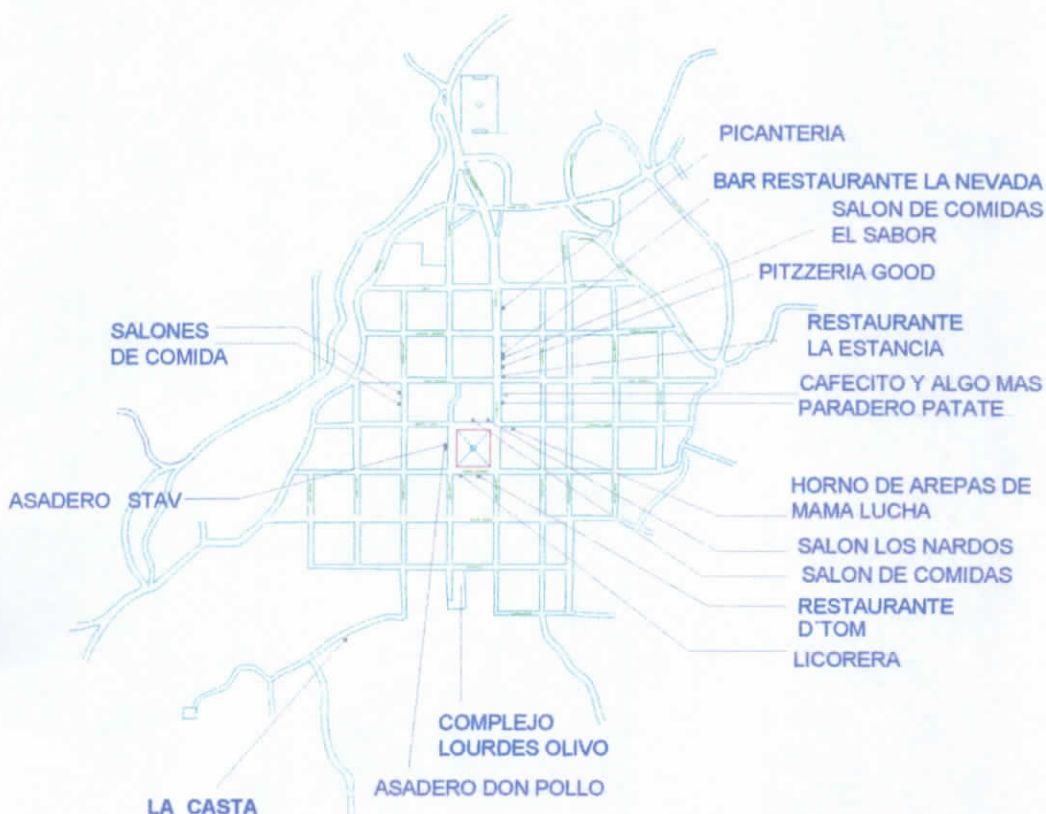 PICANTERIA
BAR RESTAURANTE LA NEVADA
SALON DE COMIDAS
EL SABOR
PITZZERIA GOOD
SALONES
DE COMIDA
RESTAURANTE
LA ESTANCIA
CAFECITO Y ALGO MAS
PARADERO PATATE
ASADERO STAV
HORNO DE AREPAS DE
MAMA LUCHA
SALON LOS NARDOS
SALON DE COMIDAS
RESTAURANTE
D´TOM
LICORERA
COMPLEJO
LOURDES OLIVO
ASADERO DON POLLO
LA CASTA